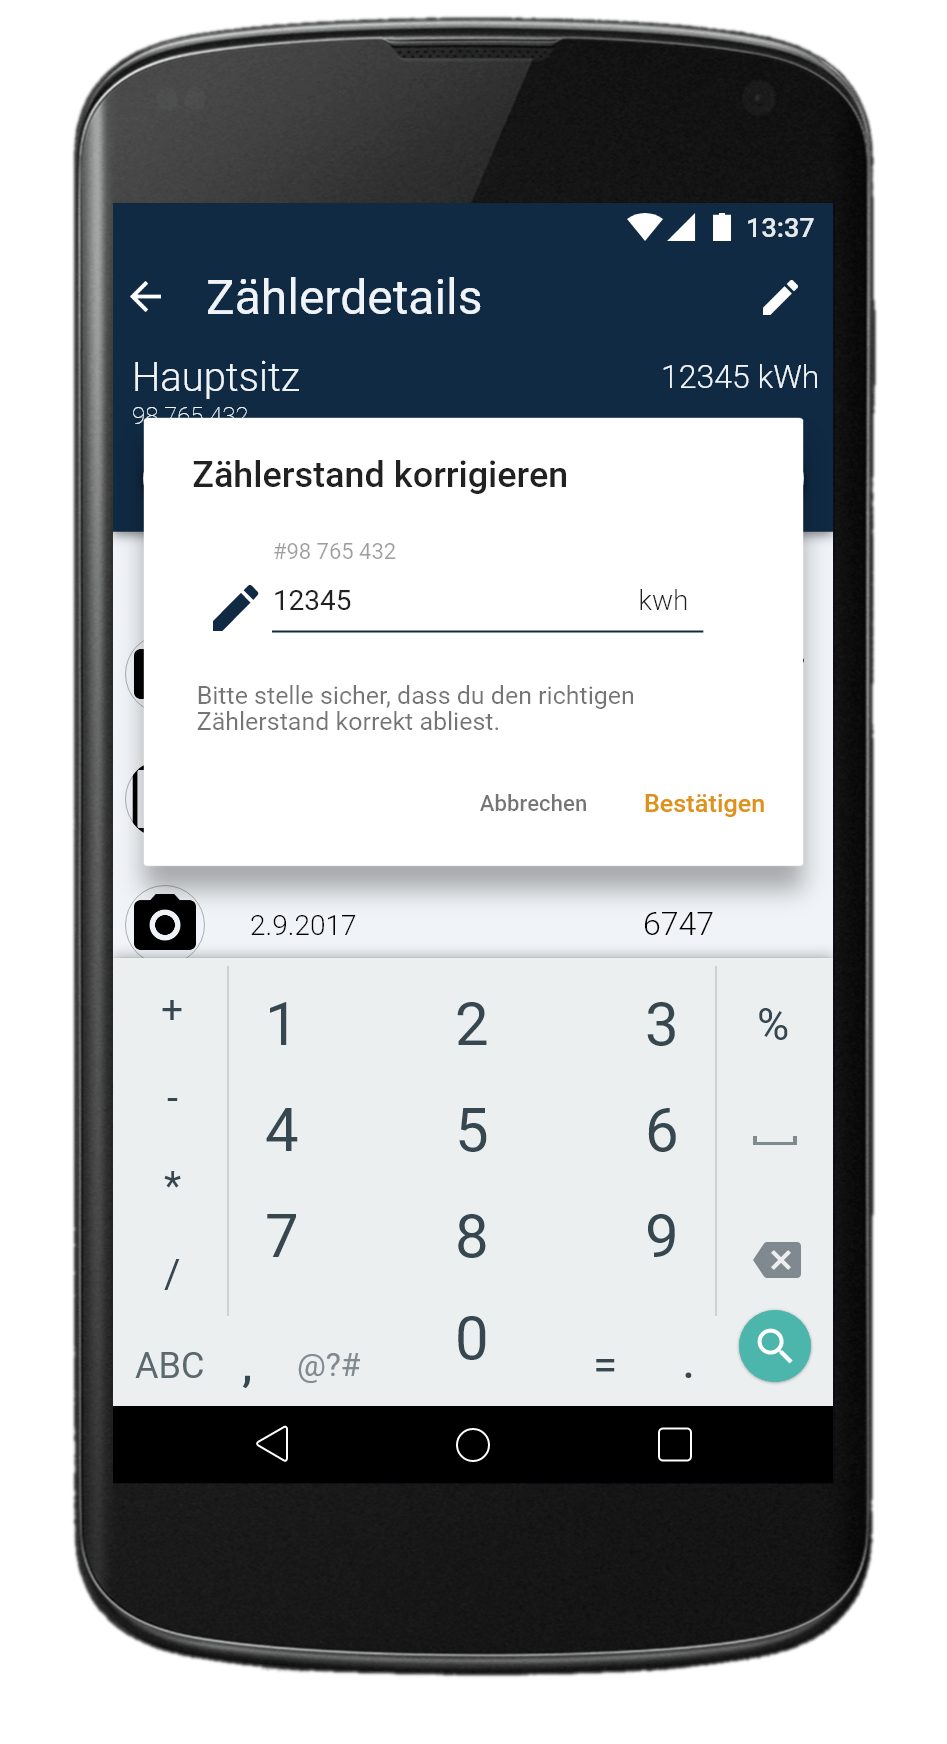 13:37
Zählerdetails
Hauptsitz 12345 kWh
98 765 432
Zählerstand korrigieren
#98 765 432
12345 kwh
Bitte stelle sicher, dass du den richtigen
Zählerstand korrekt abliest.
Abbrechen Bestätigen
2.9.2017 6747
+ 1 2 3 %
- 4 5 6
* 7 8 9
/
ABC , @?# 0 = .